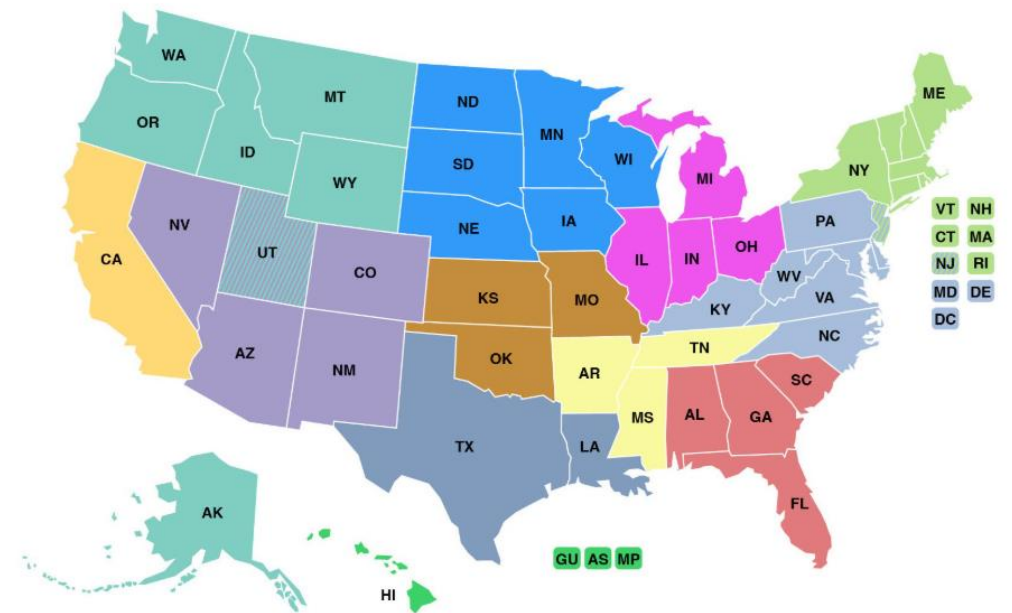 WA
MT
ND
MN
ME
OR
ID
SD
WI
MI
NY
WY
VT NH
NV
NE
IA
PA
CT MA
UT
CA
CO
IL
IN
OH
WV
NJ RI
KS
MO
KY
VA
MD DE
DC
AZ
NM
OK
TN
NC
AR
SC
MS
AL
GA
TX
LA
FL
AK
HI
GU AS MP